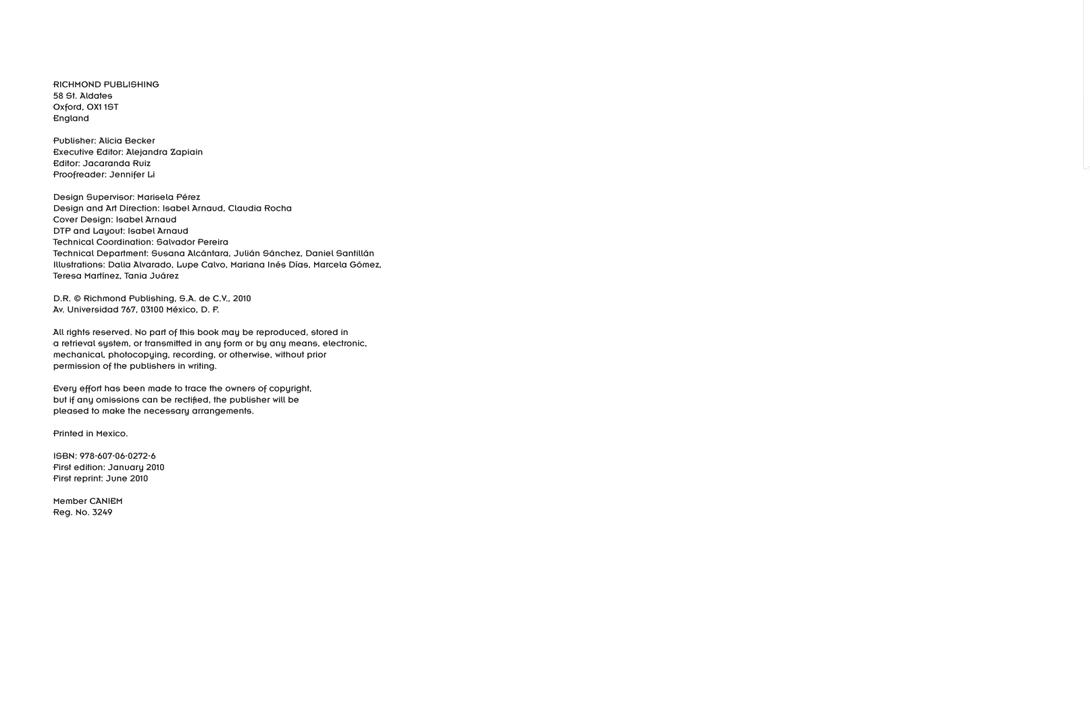 RICHMOND PUBLISHING
58 St. Aldates
Oxford, OX1 1ST
England
Publisher: Alicia Becker
Executive Editor: Alejandra Zapiain
Editor: Jacaranda Ruiz
Proofreader: Jennifer Li
Design Supervisor: Marisela Pérez
Design and Art Direction: Isabel Arnaud, Claudia Rocha
Cover Design: Isabel Arnaud
DTP and Layout: Isabel Arnaud
Technical Coordination: Salvador Pereira
Technical Department: Susana Alcántara, Julián Sánchez, Daniel Santillán
Illustrations: Dalia Alvarado, Lupe Calvo, Mariana Inés Días, Marcela Gómez,
Teresa Martínez, Tania Juárez
D.R. © Richmond Publishing, S.A. de C.V., 2010
Av. Universidad 767, 03100 México, D. F.
All rights reserved. No part of this book may be reproduced, stored in
a retrieval system, or transmitted in any form or by any means, electronic,
mechanical, photocopying, recording, or otherwise, without prior
permission of the publishers in writing.
Every effort has been made to trace the owners of copyright,
but if any omissions can be rectified, the publisher will be
pleased to make the necessary arrangements.
Printed in Mexico.
ISBN: 978-607-06-0272-6
First edition: January 2010
First reprint: June 2010
Member CANIEM
Reg. No. 3249